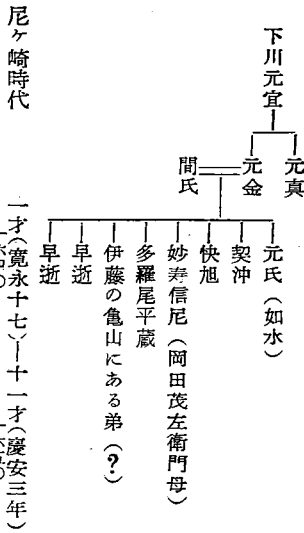 下川元宜
元真
元金
間氏
元氏（如水）
契沖
快旭
妙寿信尼（岡田茂左衛門母）
多羅尾平蔵
伊藤の亀山にある弟（？）
早逝
早逝
尼ヶ崎時代
一才（寛永十七）—十一才（慶安三年）